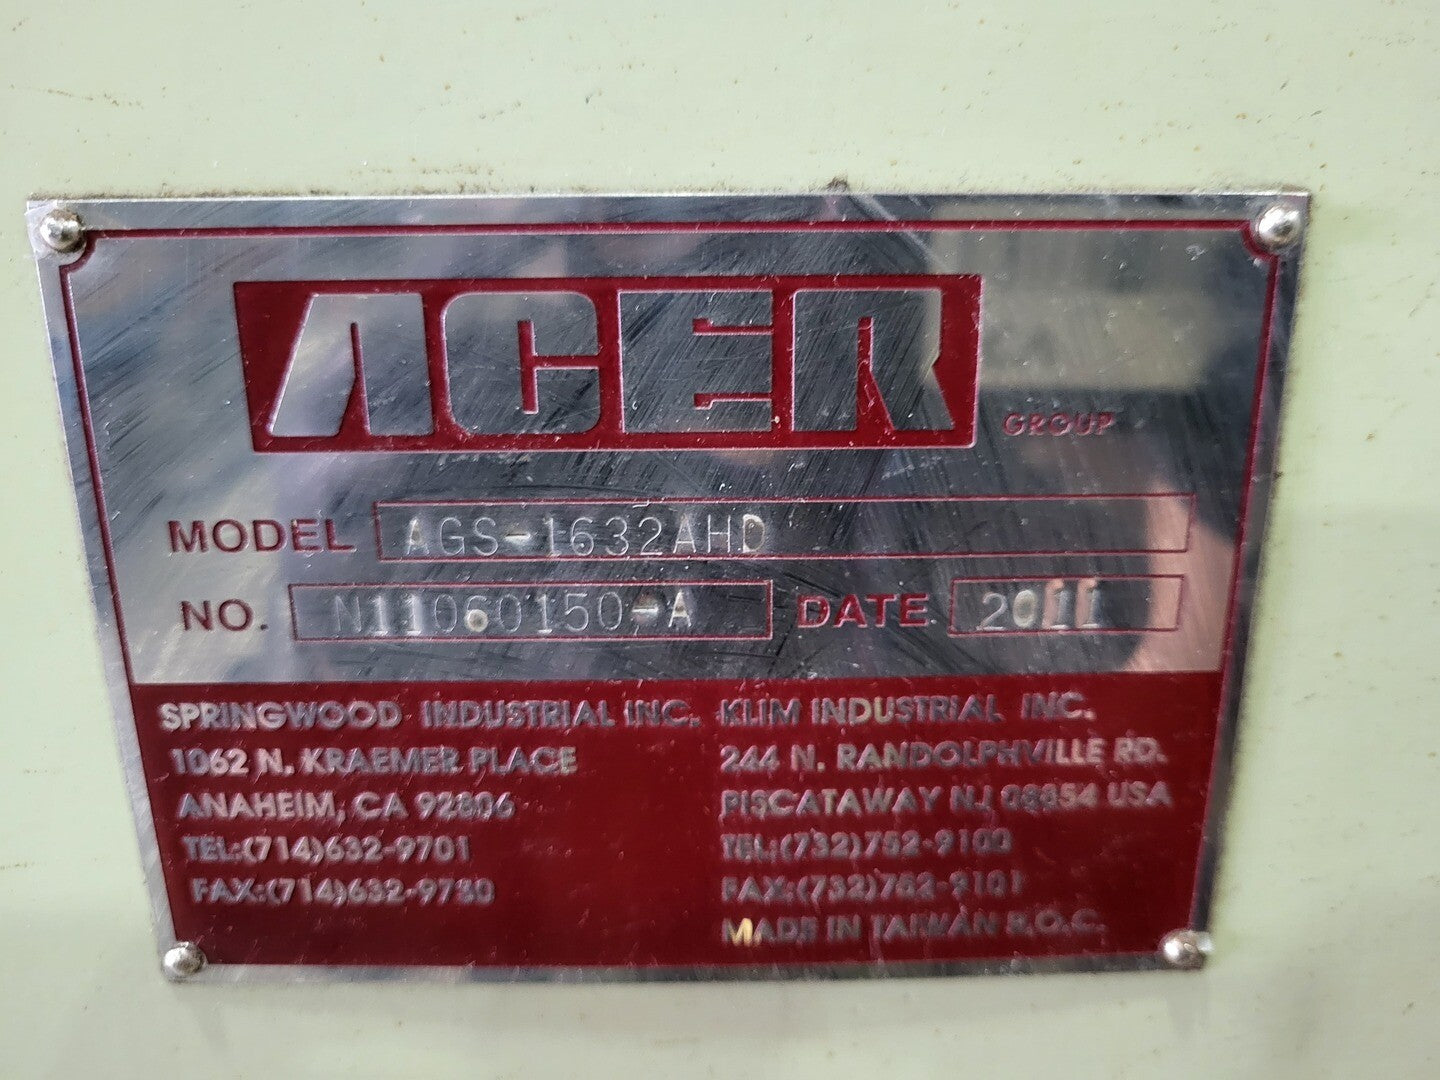 ACER GROUP
MODEL AGS-1632AHD
NO. N11060150-A DATE 2011
SPRINGWOOD INDUSTRIAL INC.
1062 N. KRAEMER PLACE
ANAHEIM, CA 92806
TEL:(714)632-9701
FAX:(714)632-9780
KLIM INDUSTRIAL INC.
244 N. RANDOLPHVILLE RD.
PISCATAWAY NJ 08854 USA
TEL:(732)752-9100
FAX:(732)752-9101
MADE IN TAIWAN R.O.C.